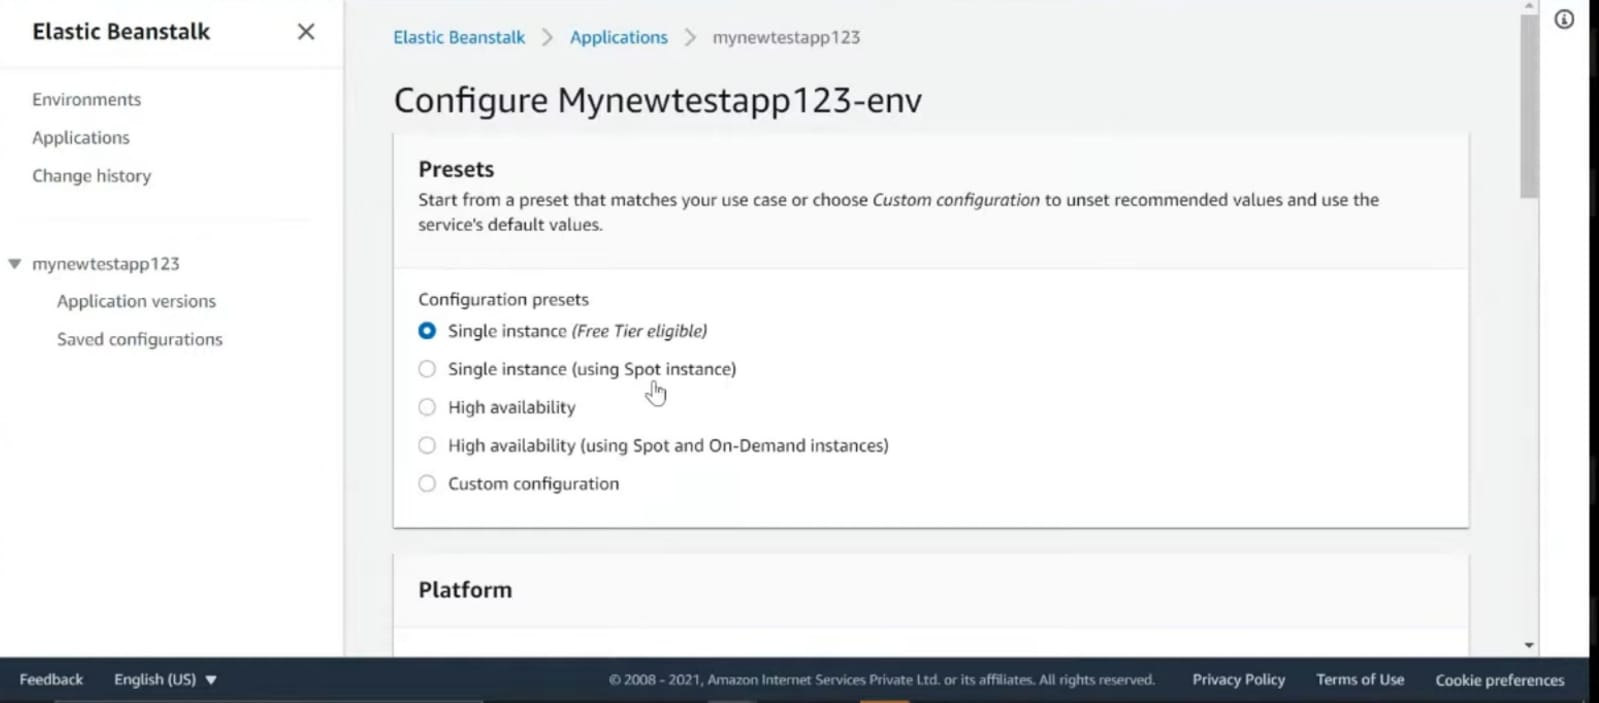 Elastic Beanstalk
Environments
Applications
Change history
mynewtestapp123
Application versions
Saved configurations
Elastic Beanstalk > Applications > mynewtestapp123
Configure Mynewtestapp123-env
Presets
Start from a preset that matches your use case or choose Custom configuration to unset recommended values and use the
service's default values.
Configuration presets
Single instance (Free Tier eligible)
Single instance (using Spot instance)
High availability
High availability (using Spot and On-Demand instances)
Custom configuration
Platform
Feedback English (US) © 2008 - 2021, Amazon Internet Services Private Ltd. or its affiliates. All rights reserved. Privacy Policy Terms of Use Cookie preferences